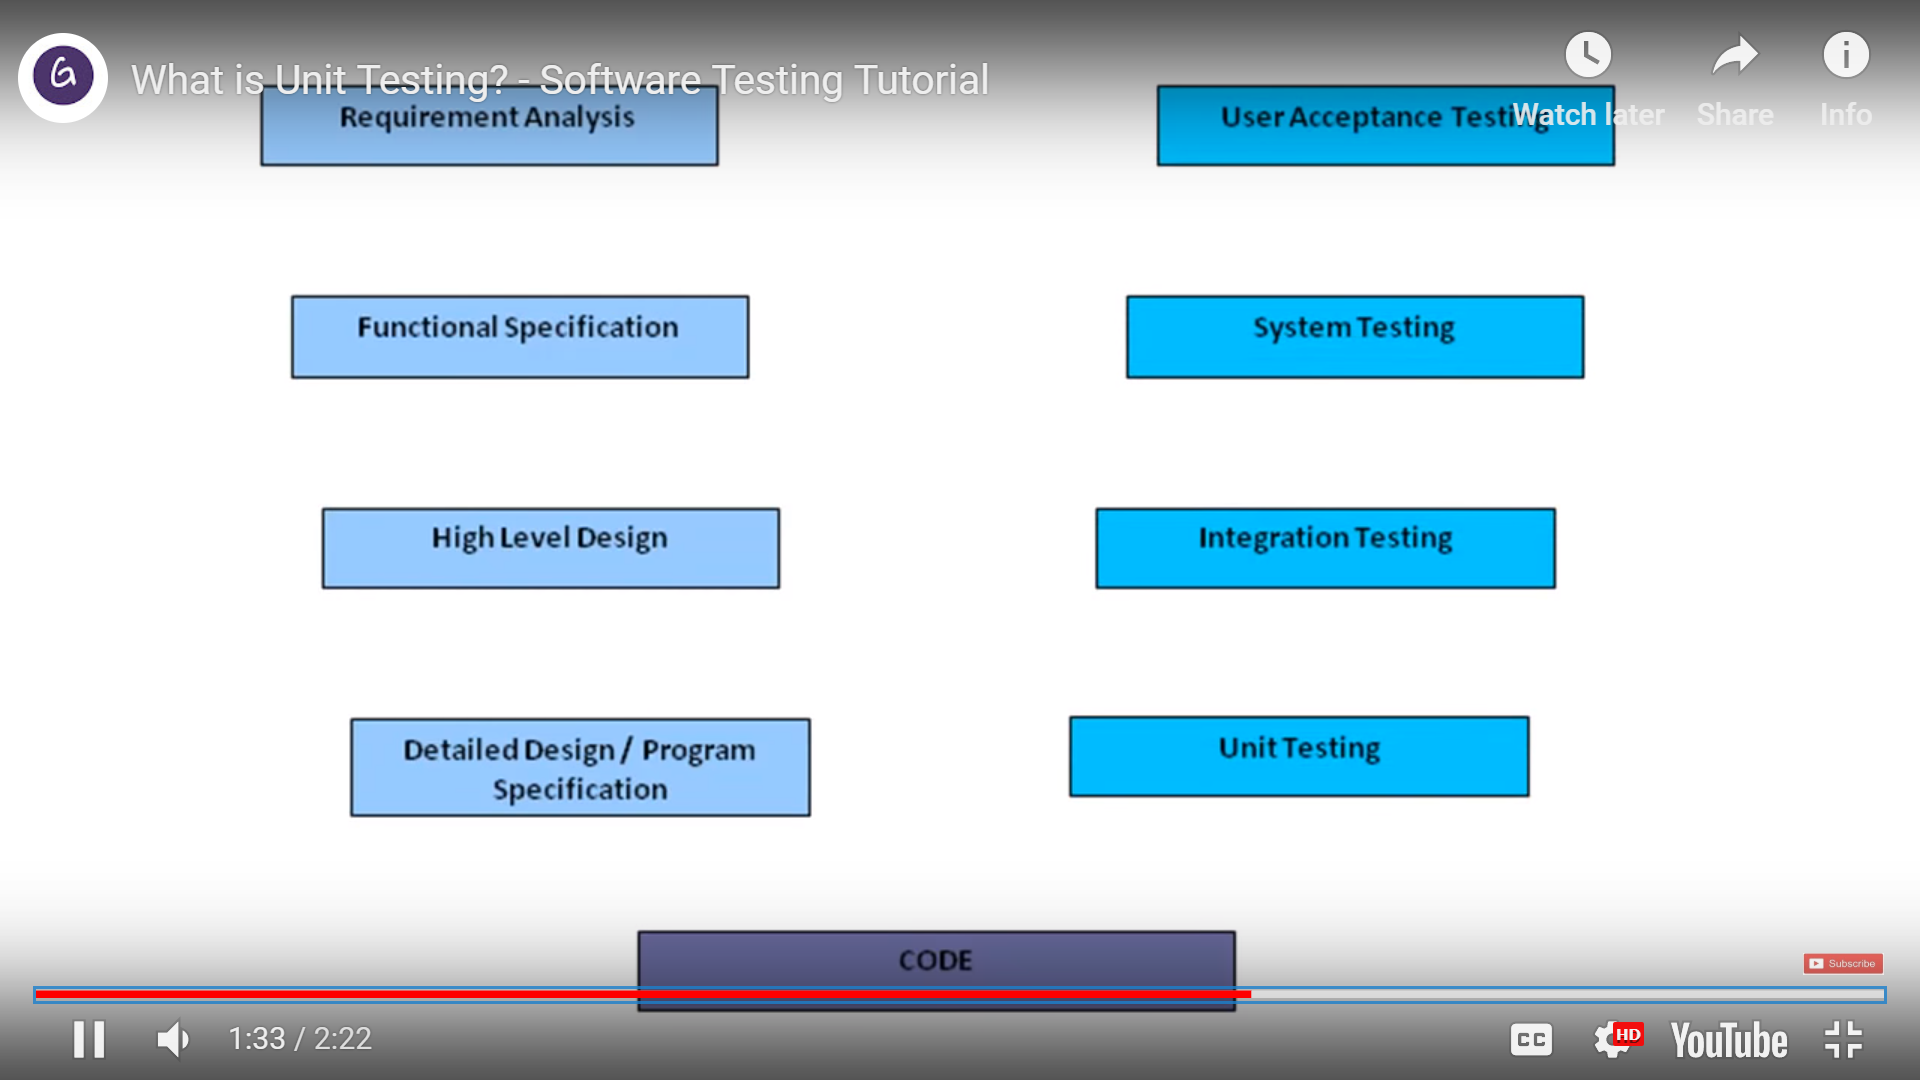 What is Unit Testing? - Software Testing Tutorial
Watch later
Share
Info
Requirement Analysis
User Acceptance Testing
Functional Specification
System Testing
High Level Design
Integration Testing
Detailed Design / Program
Specification
Unit Testing
CODE
Subscribe
1:33 / 2:22
CC
HD
YouTube